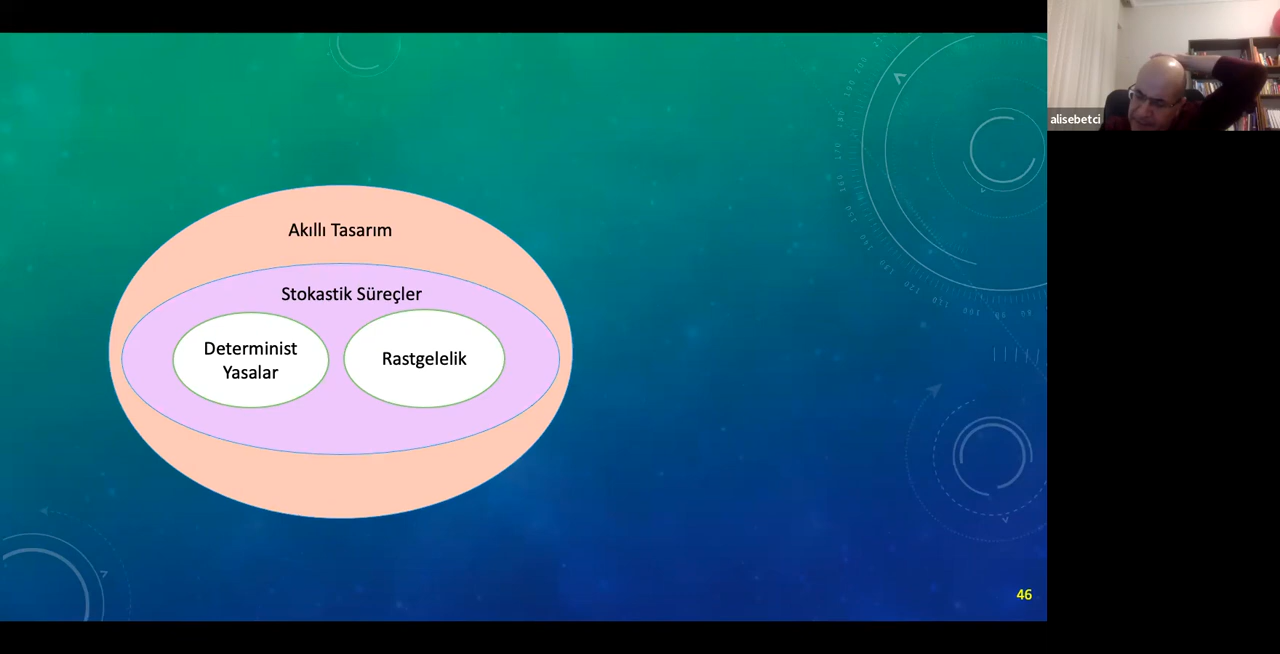 Akıllı Tasarım
Stokastik Süreçler
Determinist
Yasalar
Rastgelelik
46
alisebetci